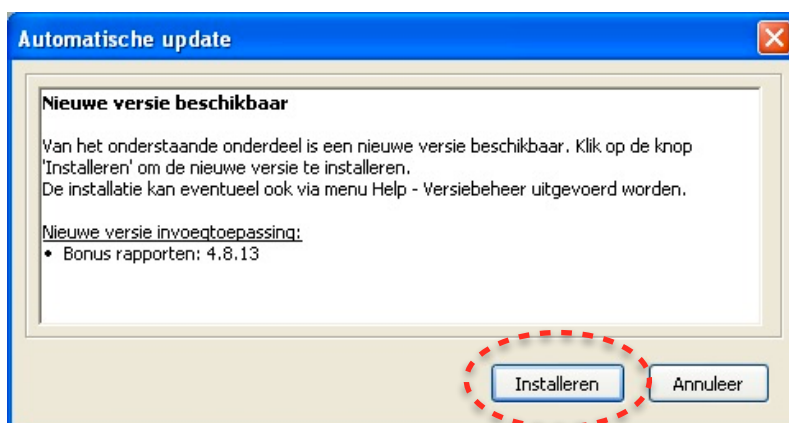 Automatische update
Nieuwe versie beschikbaar
Van het onderstaande onderdeel is een nieuwe versie beschikbaar. Klik op de knop
'Installeren' om de nieuwe versie te installeren.
De installatie kan eventueel ook via menu Help - Versiebeheer uitgevoerd worden.
Nieuwe versie invoegtoepassing:
• Bonus rapporten: 4.8.13
Installeren Annuleer